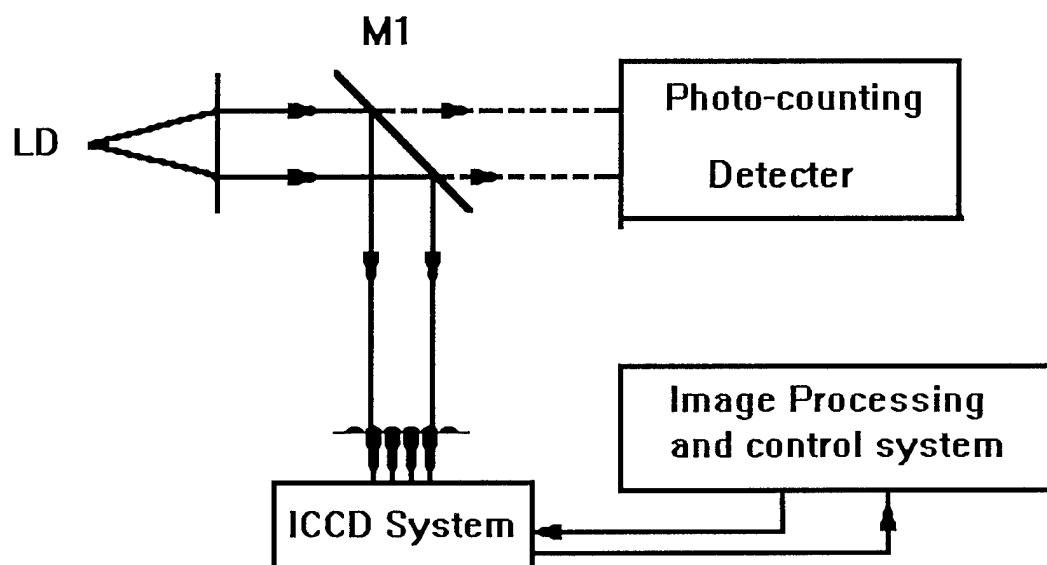 M1
LD
Photo-counting
Detecter
Image Processing
and control system
ICCD System